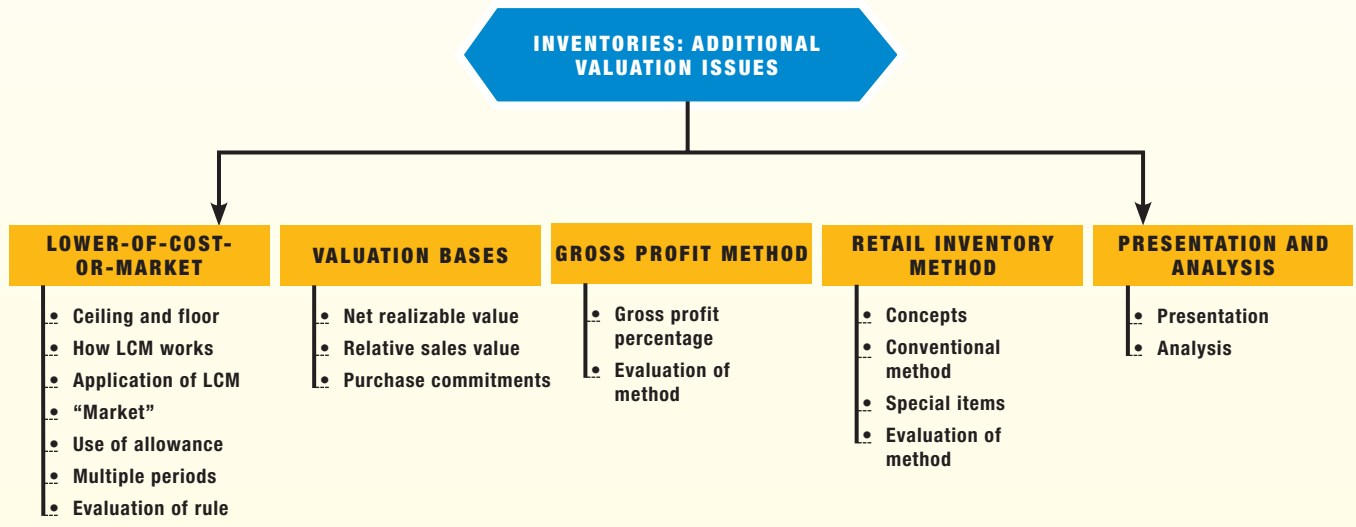 INVENTORIES: ADDITIONAL
VALUATION ISSUES
LOWER-OF-COST-
OR-MARKET
• Ceiling and floor
• How LCM works
• Application of LCM
• “Market”
• Use of allowance
• Multiple periods
• Evaluation of rule
VALUATION BASES
• Net realizable value
• Relative sales value
• Purchase commitments
GROSS PROFIT METHOD
• Gross profit
percentage
• Evaluation of
method
RETAIL INVENTORY
METHOD
• Concepts
• Conventional
method
• Special items
• Evaluation of
method
PRESENTATION AND
ANALYSIS
• Presentation
• Analysis